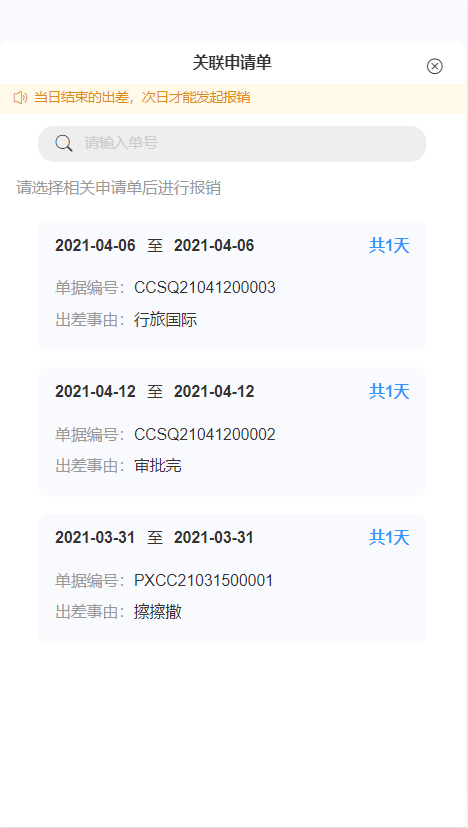 关联申请单
当日结束的出差，次日才能发起报销
请输入单号
请选择相关申请单后进行报销
2021-04-06 至 2021-04-06 共1天
单据编号：CCSQ21041200003
出差事由：行旅国际
2021-04-12 至 2021-04-12 共1天
单据编号：CCSQ21041200002
出差事由：审批完
2021-03-31 至 2021-03-31 共1天
单据编号：PXCC21031500001
出差事由：擦擦撒